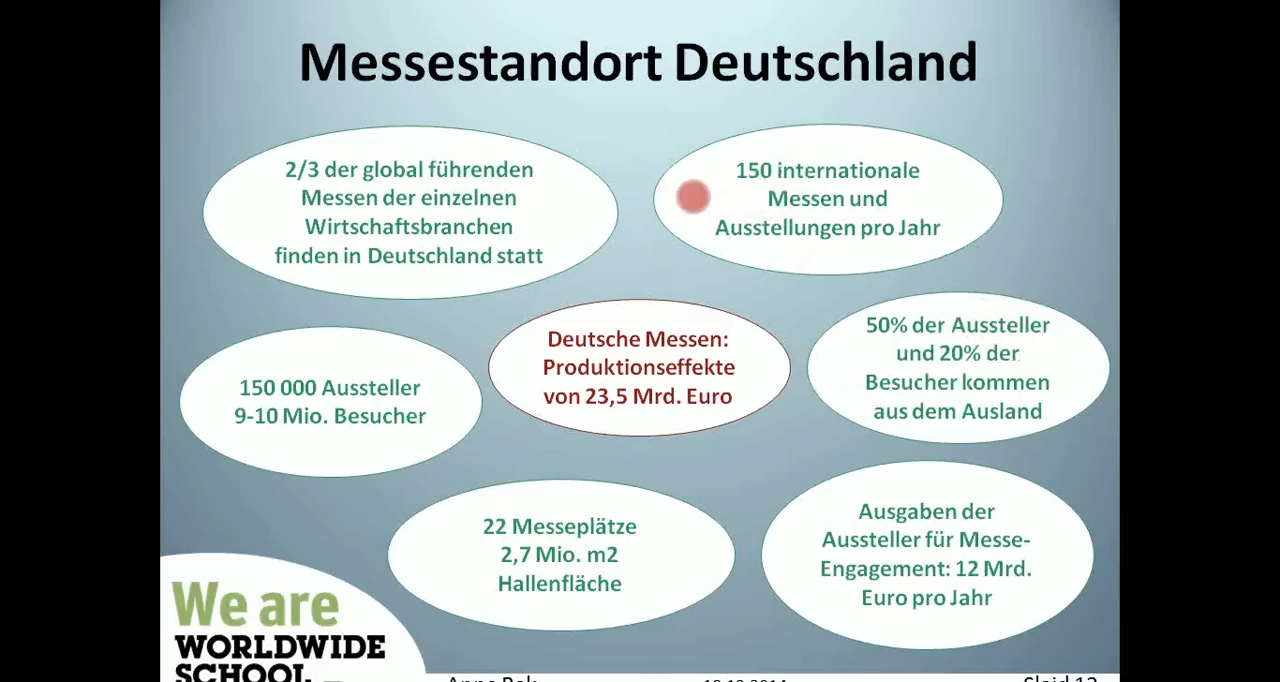 Messestandort Deutschland
2/3 der global führenden
Messen der einzelnen
Wirtschaftsbranchen
finden in Deutschland statt
150 internationale
Messen und
Ausstellungen pro Jahr
150 000 Aussteller
9-10 Mio. Besucher
Deutsche Messen:
Produktionseffekte
von 23,5 Mrd. Euro
50% der Aussteller
und 20% der
Besucher kommen
aus dem Ausland
22 Messeplätze
2,7 Mio. m2
Hallenfläche
Ausgaben der
Aussteller für Messe-
Engagement: 12 Mrd.
Euro pro Jahr
We are
WORLDWIDE
SCHOOL